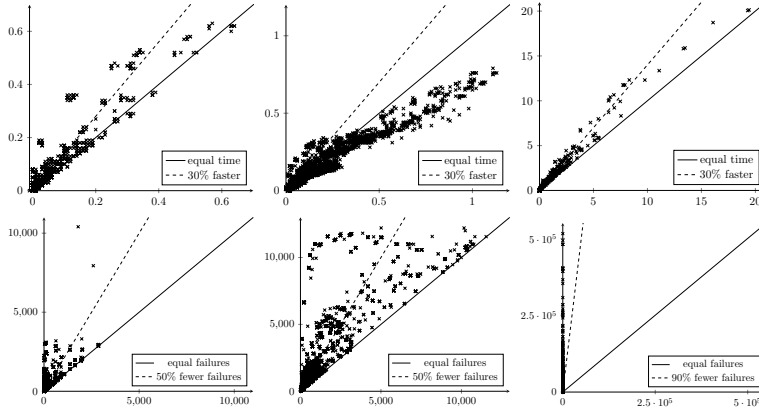 0.6
0.4
0.2
0
0
0.2
0.4
0.6
equal time
30% faster
1
0.5
0
0
0.5
1
equal time
30% faster
20
15
10
5
0
0
5
10
15
20
equal time
30% faster
10,000
5,000
0
0
5,000
10,000
equal failures
50% fewer failures
10,000
5,000
0
0
5,000
10,000
equal failures
50% fewer failures
5 · 10⁵
2.5 · 10⁵
0
0
2.5 · 10⁵
5 · 10⁵
equal failures
90% fewer failures